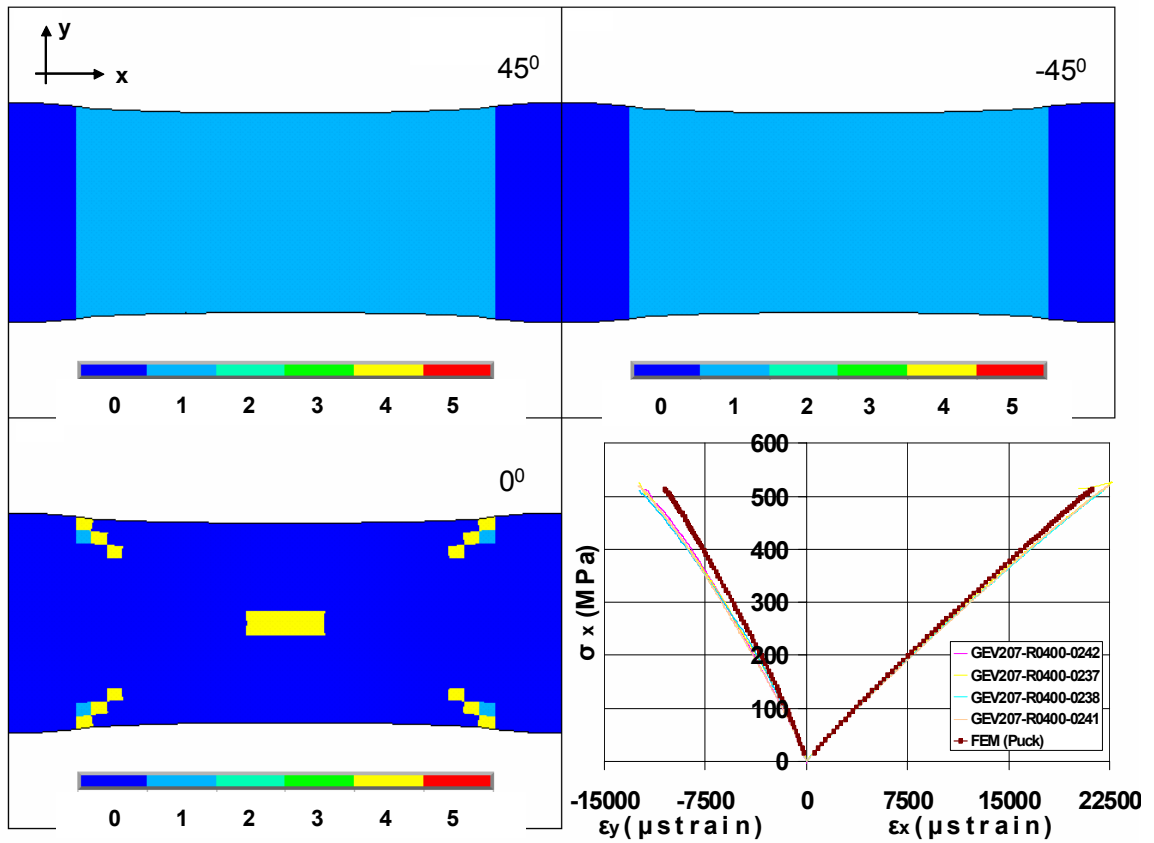 y
x
45⁰
-45⁰
0 1 2 3 4 5
0 1 2 3 4 5
0⁰
0 1 2 3 4 5
600
500
400
300
200
100
0
σ x (MPa)
GEV207-R0400-0242
GEV207-R0400-0237
GEV207-R0400-0238
GEV207-R0400-0241
FEM (Puck)
-15000 -7500 0 7500 15000 22500
εy (µstrain) εx (µstrain)